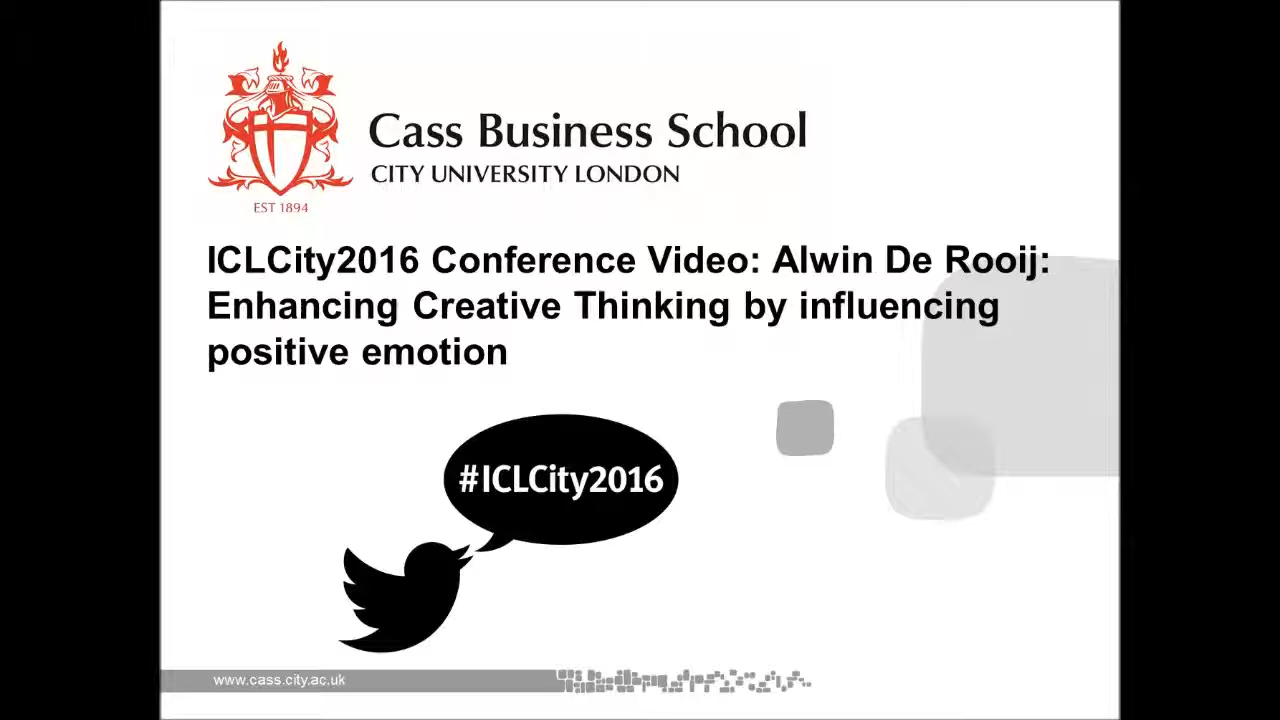 Cass Business School
CITY UNIVERSITY LONDON
EST 1894
ICLCity2016 Conference Video: Alwin De Rooij:
Enhancing Creative Thinking by influencing
positive emotion
#ICLCity2016
www.cass.city.ac.uk